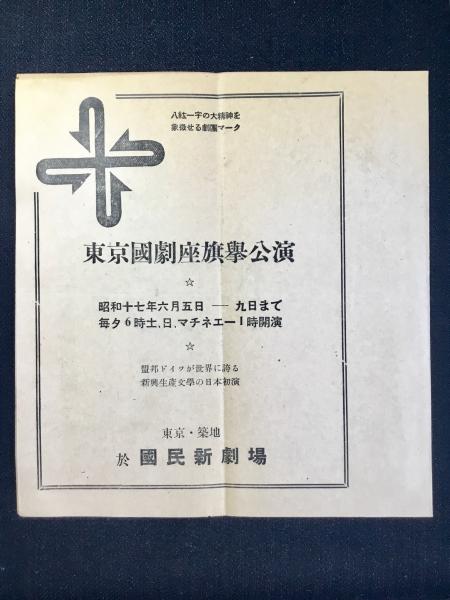 八紘一宇の大精神を
象徴せる劇團マーク
東京國劇座旗擧公演
☆
昭和十七年六月五日 ── 九日まで
毎夕6時土、日、マチネエー1時開演
☆
盟邦ドイツが世界に誇る
新興生産文學の日本初演
東京・築地
於 國民新劇場